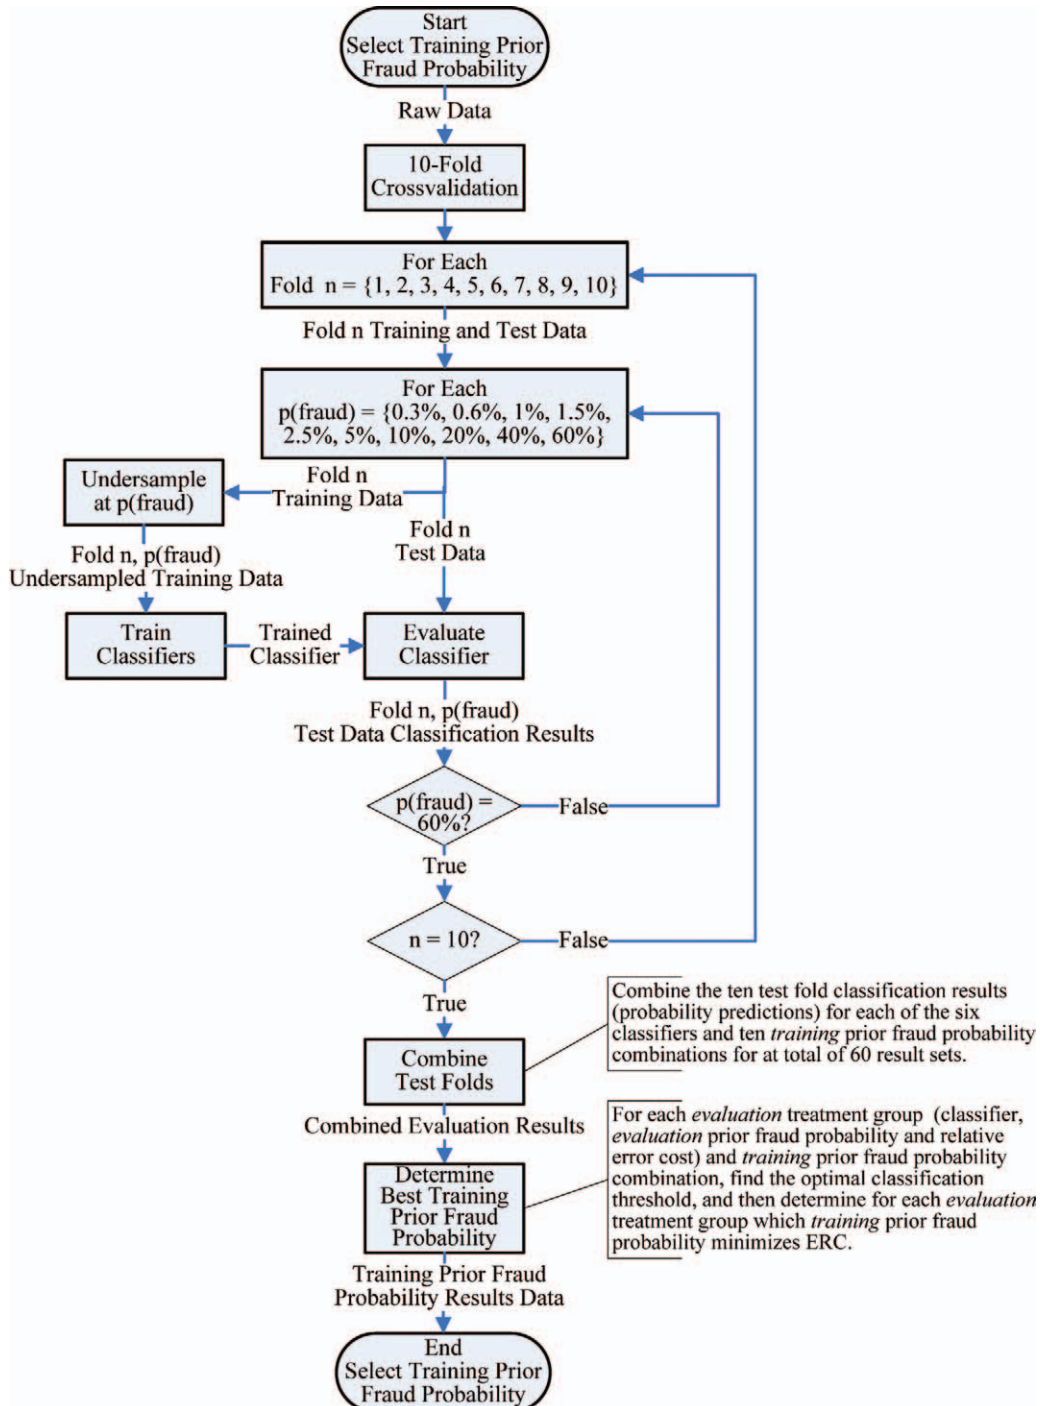 Start
Select Training Prior
Fraud Probability
Raw Data
10-Fold
Crossvalidation
For Each
Fold n = {1, 2, 3, 4, 5, 6, 7, 8, 9, 10}
Fold n Training and Test Data
For Each
p(fraud) = {0.3%, 0.6%, 1%, 1.5%,
2.5%, 5%, 10%, 20%, 40%, 60%}
Undersample
at p(fraud)
Fold n
Training Data
Fold n
Test Data
Fold n, p(fraud)
Undersampled Training Data
Train
Classifiers
Trained
Classifier
Evaluate
Classifier
Fold n, p(fraud)
Test Data Classification Results
p(fraud) =
60%?
False
True
n = 10?
False
True
Combine
Test Folds
Combine the ten test fold classification results
(probability predictions) for each of the six
classifiers and ten training prior fraud probability
combinations for at total of 60 result sets.
Combined Evaluation Results
Determine
Best Training
Prior Fraud
Probability
For each evaluation treatment group (classifier,
evaluation prior fraud probability and relative
error cost) and training prior fraud probability
combination, find the optimal classification
threshold, and then determine for each evaluation
treatment group which training prior fraud
probability minimizes ERC.
Training Prior Fraud
Probability Results Data
End
Select Training Prior
Fraud Probability